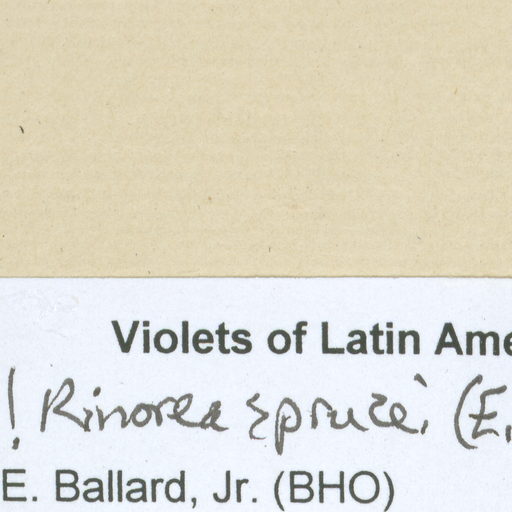 Violets of Latin Ame
! Rinorea sprucei (E.
E. Ballard, Jr. (BHO)